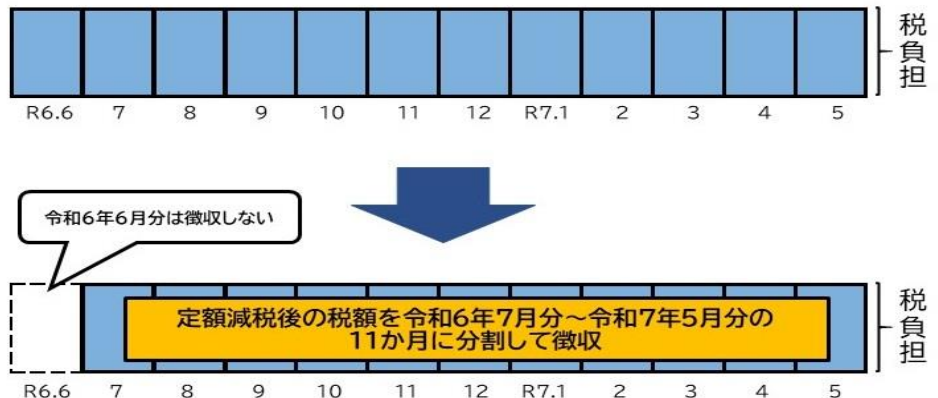 税負担
R6.6 7 8 9 10 11 12 R7.1 2 3 4 5
令和6年6月分は徴収しない
定額減税後の税額を令和6年7月分～令和7年5月分の
11か月に分割して徴収
税負担
R6.6 7 8 9 10 11 12 R7.1 2 3 4 5